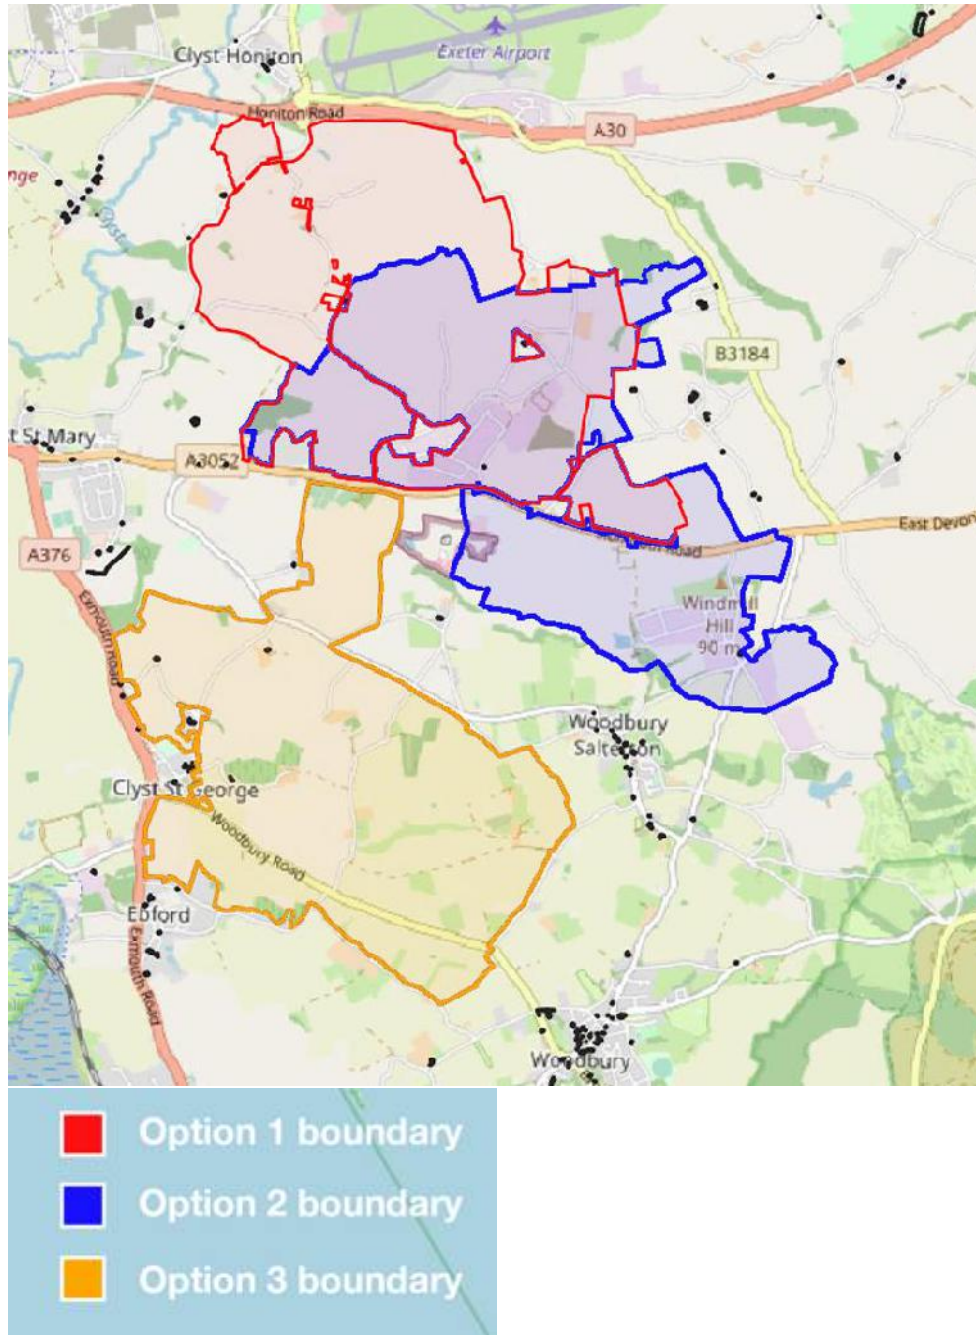 Clyst Honiton
Exeter Airport
Honiton Road
A30
nge
Clyst
B3184
t St Mary
A3052
East Devon
A376
Windmill
Hill
90 m
Exmouth Road
Woodbury
Salterton
Clyst St George
Woodbury Road
Ebford
Exmouth Road
Woodbury
Option 1 boundary
Option 2 boundary
Option 3 boundary